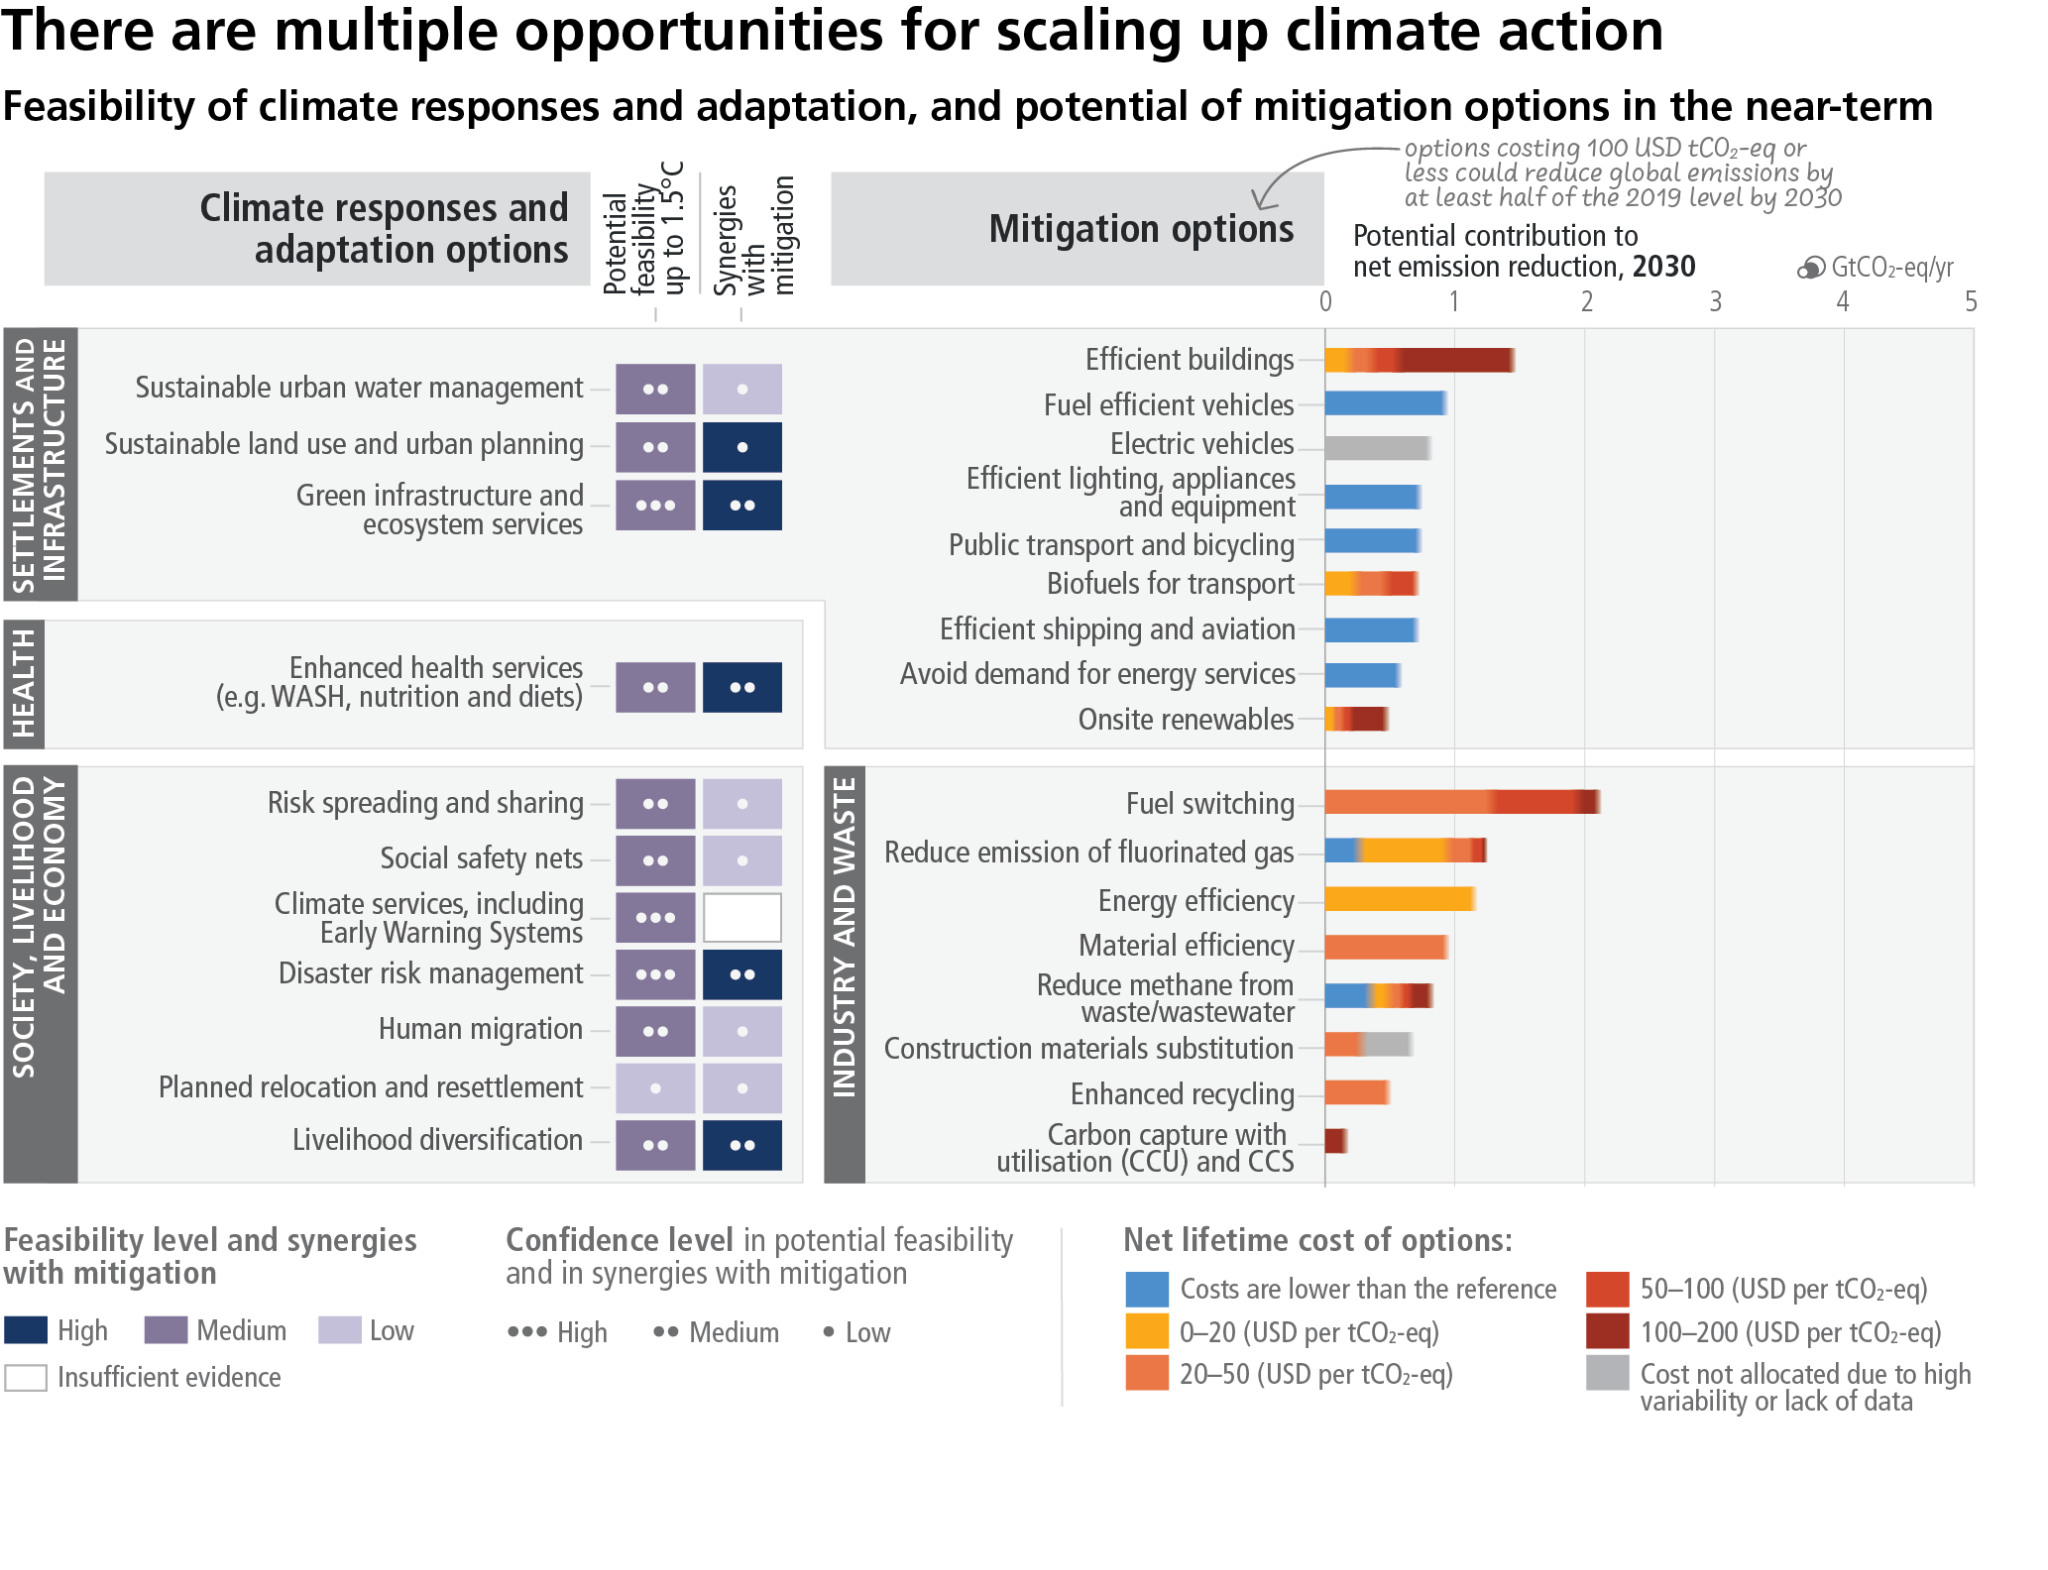 There are multiple opportunities for scaling up climate action
Feasibility of climate responses and adaptation, and potential of mitigation options in the near-term
Climate responses and
adaptation options
Potential
feasibility
up to 1.5°C
Synergies
with
mitigation
Mitigation options
options costing 100 USD tCO₂-eq or
less could reduce global emissions by
at least half of the 2019 level by 2030
Potential contribution to
net emission reduction, 2030
GtCO₂-eq/yr
0 1 2 3 4 5
SETTLEMENTS AND
INFRASTRUCTURE
Sustainable urban water management
Sustainable land use and urban planning
Green infrastructure and
ecosystem services
HEALTH
Enhanced health services
(e.g. WASH, nutrition and diets)
SOCIETY, LIVELIHOOD
AND ECONOMY
Risk spreading and sharing
Social safety nets
Climate services, including
Early Warning Systems
Disaster risk management
Human migration
Planned relocation and resettlement
Livelihood diversification
Efficient buildings
Fuel efficient vehicles
Electric vehicles
Efficient lighting, appliances
and equipment
Public transport and bicycling
Biofuels for transport
Efficient shipping and aviation
Avoid demand for energy services
Onsite renewables
INDUSTRY AND WASTE
Fuel switching
Reduce emission of fluorinated gas
Energy efficiency
Material efficiency
Reduce methane from
waste/wastewater
Construction materials substitution
Enhanced recycling
Carbon capture with
utilisation (CCU) and CCS
Feasibility level and synergies
with mitigation
High Medium Low
Insufficient evidence
Confidence level in potential feasibility
and in synergies with mitigation
High Medium Low
Net lifetime cost of options:
Costs are lower than the reference
0–20 (USD per tCO₂-eq)
20–50 (USD per tCO₂-eq)
50–100 (USD per tCO₂-eq)
100–200 (USD per tCO₂-eq)
Cost not allocated due to high
variability or lack of data